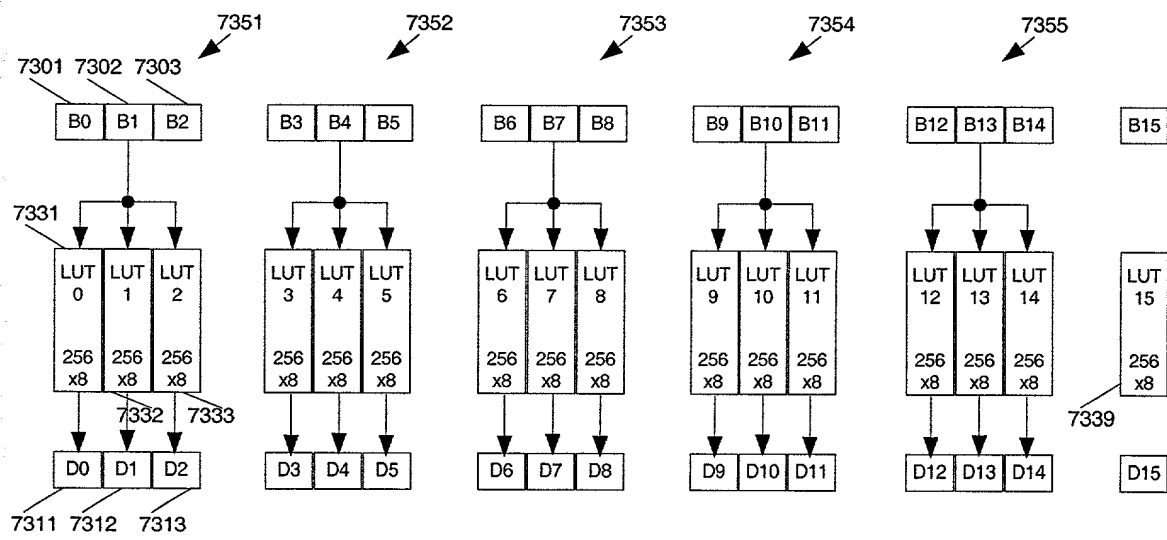 7351 7352 7353 7354 7355
7301 7302 7303
B0 B1 B2 B3 B4 B5 B6 B7 B8 B9 B10 B11 B12 B13 B14 B15
7331
LUT LUT LUT LUT LUT LUT LUT LUT LUT LUT LUT LUT LUT LUT LUT LUT
0 1 2 3 4 5 6 7 8 9 10 11 12 13 14 15
256 256 256 256 256 256 256 256 256 256 256 256 256 256 256 256
x8 x8 x8 x8 x8 x8 x8 x8 x8 x8 x8 x8 x8 x8 x8 x8
7332 7333 7339
D0 D1 D2 D3 D4 D5 D6 D7 D8 D9 D10 D11 D12 D13 D14 D15
7311 7312 7313